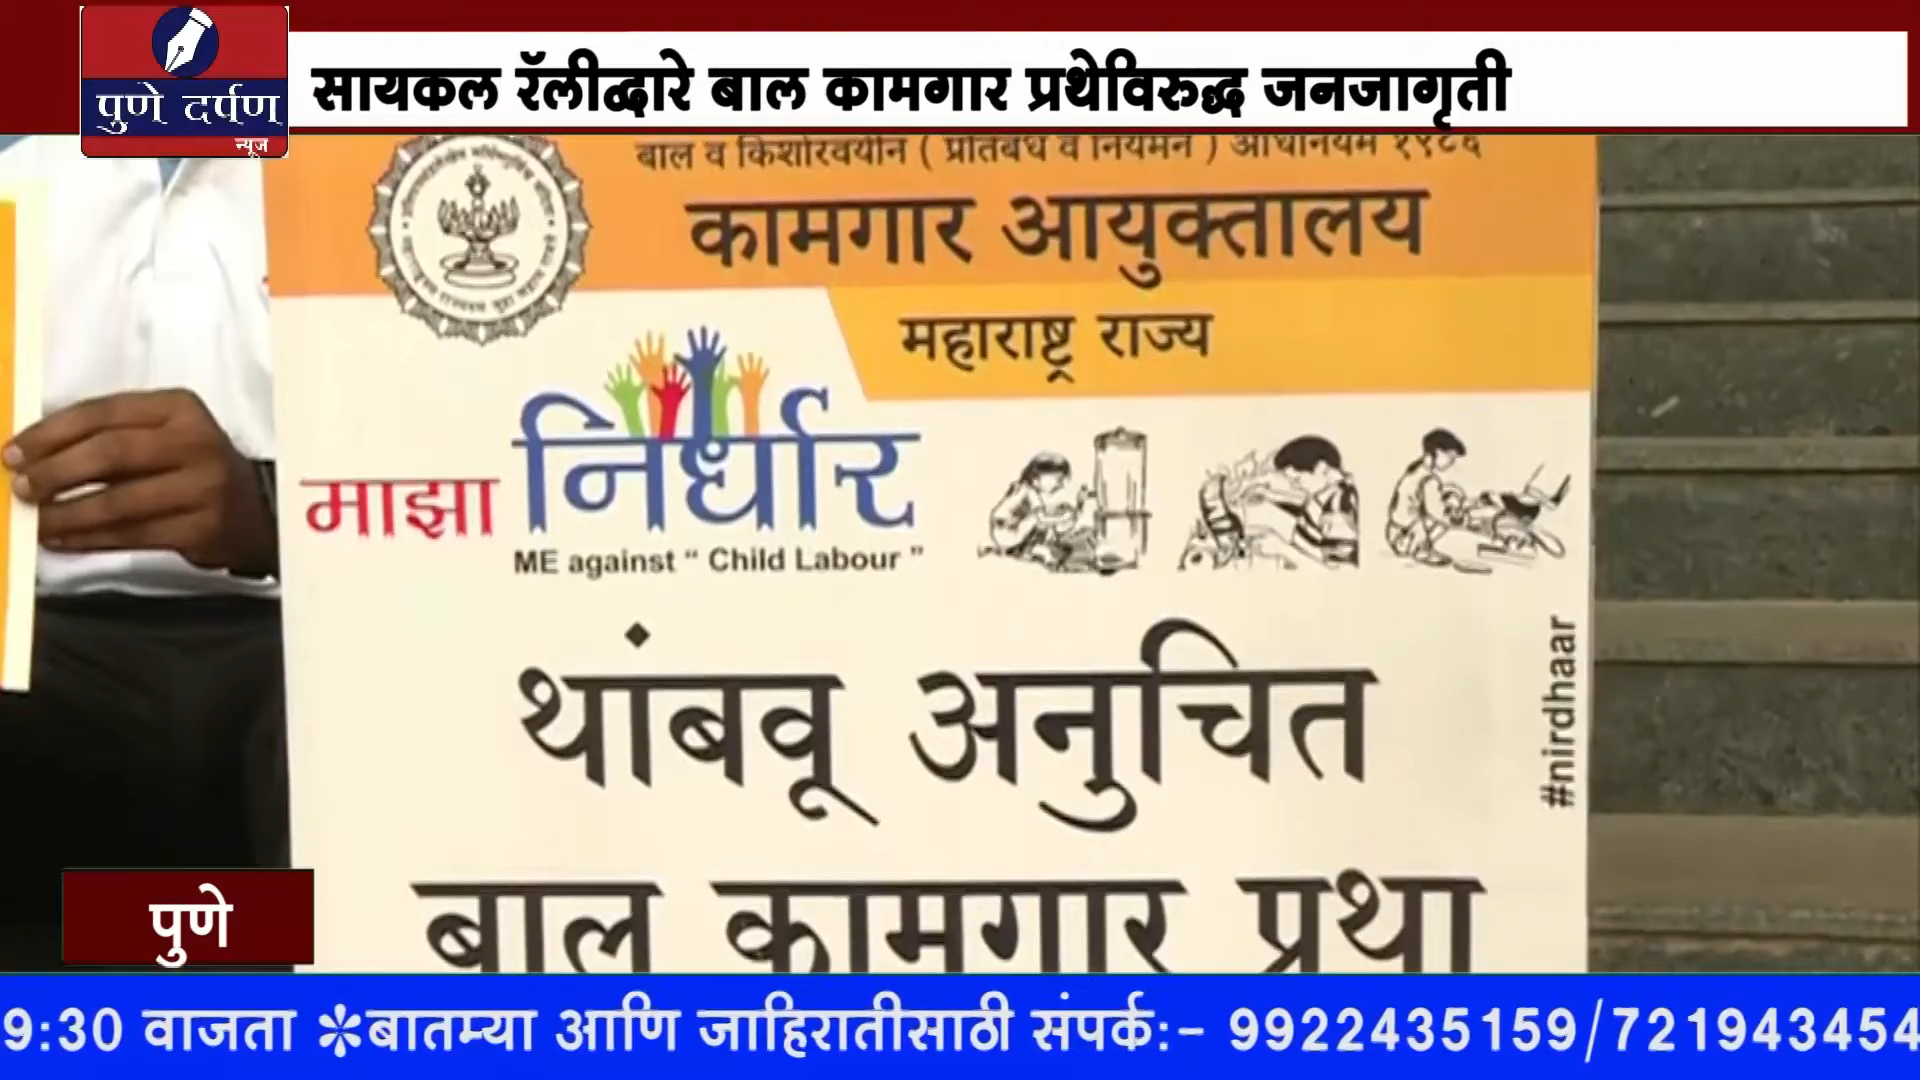 सायकल रॅलीद्वारे बाल कामगार प्रथेविरुद्ध जनजागृती
पुणे दर्पण
न्यूज
बाल व किशोरवयीन ( प्रतिबंध व नियमन ) अधिनियम १९८६
कामगार आयुक्तालय
महाराष्ट्र राज्य
माझा निर्धार
ME against “ Child Labour ”
थांबवू अनुचित
बाल कामगार प्रथा
#nirdhaar
पुणे
9:30 वाजता ✻बातम्या आणि जाहिरातीसाठी संपर्क:- 9922435159/721943454